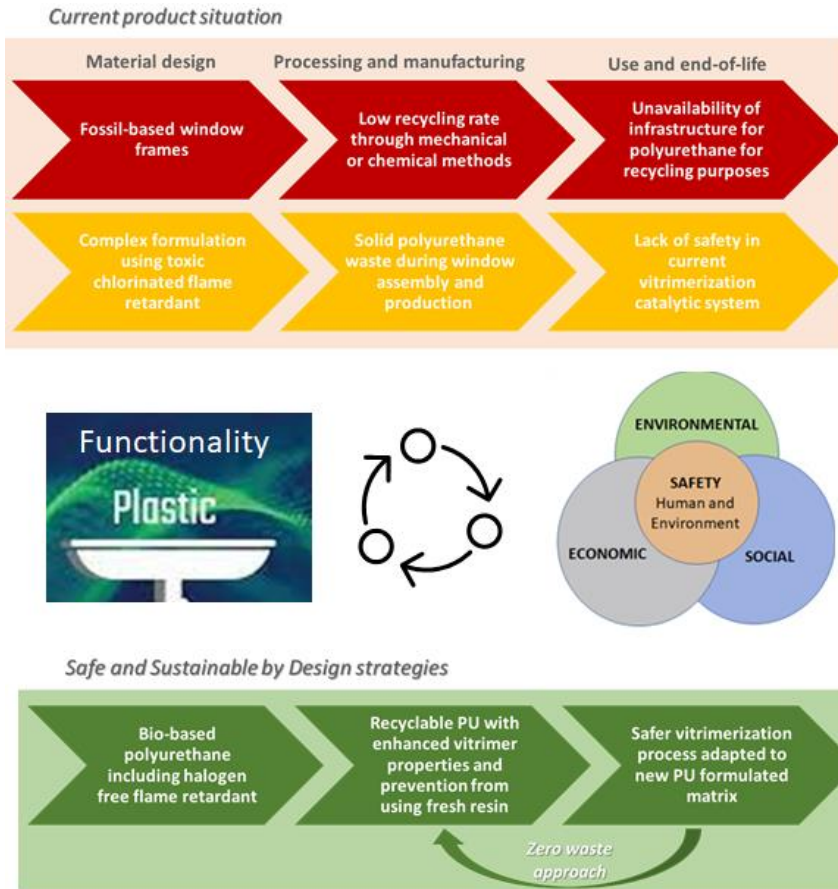 Current product situation
Material design
Processing and manufacturing
Use and end-of-life
Fossil-based window
frames
Low recycling rate
through mechanical
or chemical methods
Unavailability of
infrastructure for
polyurethane for
recycling purposes
Complex formulation
using toxic
chlorinated flame
retardant
Solid polyurethane
waste during window
assembly and
production
Lack of safety in
current
vitrimerization
catalytic system
Functionality
Plastic
ENVIRONMENTAL
SAFETY
Human and
Environment
ECONOMIC
SOCIAL
Safe and Sustainable by Design strategies
Bio-based
polyurethane
including halogen
free flame retardant
Recyclable PU with
enhanced vitrimer
properties and
prevention from
using fresh resin
Safer vitrimerization
process adapted to
new PU formulated
matrix
Zero waste
approach